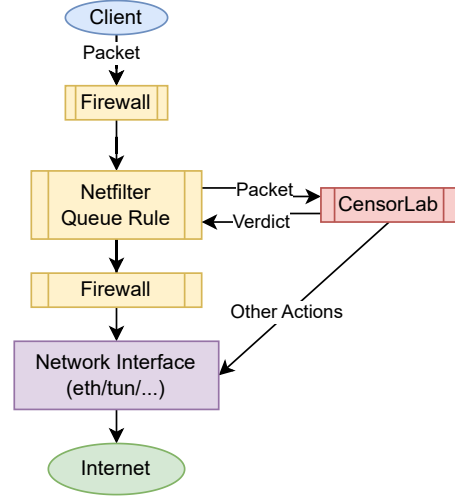 Client
Packet
Firewall
Netfilter
Queue Rule
Packet
Verdict
CensorLab
Firewall
Other Actions
Network Interface
(eth/tun/...)
Internet